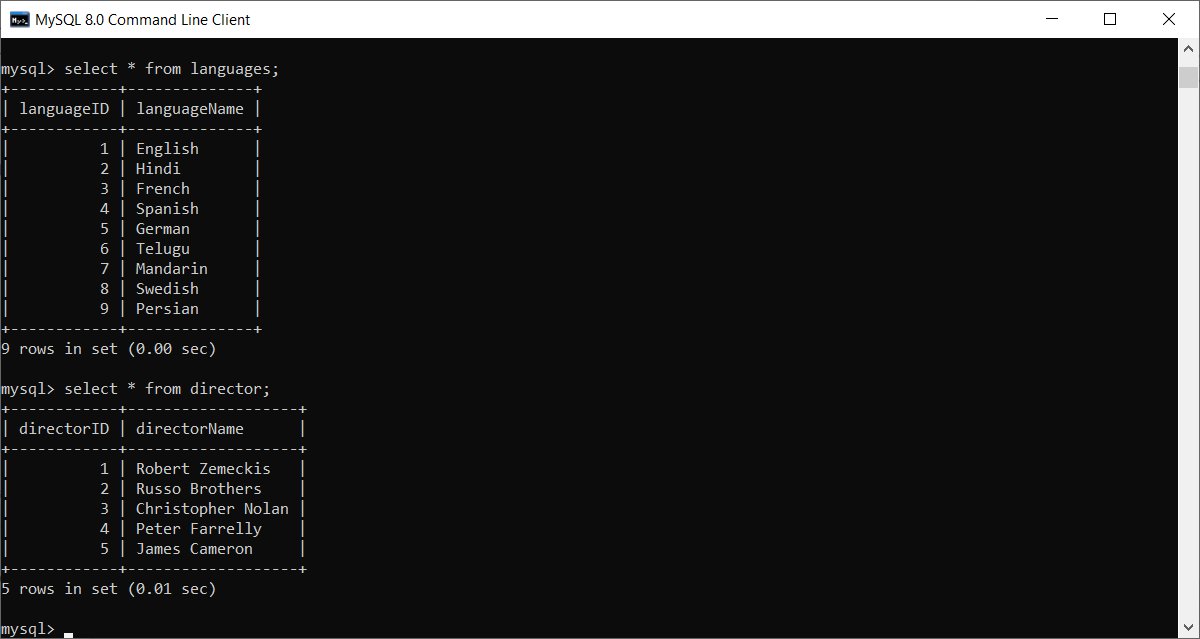 MySQL 8.0 Command Line Client
mysql> select * from languages;
+------------+--------------+
| languageID | languageName |
+------------+--------------+
|          1 | English      |
|          2 | Hindi        |
|          3 | French       |
|          4 | Spanish      |
|          5 | German       |
|          6 | Telugu       |
|          7 | Mandarin     |
|          8 | Swedish      |
|          9 | Persian      |
+------------+--------------+
9 rows in set (0.00 sec)
mysql> select * from director;
+------------+-------------------+
| directorID | directorName      |
+------------+-------------------+
|          1 | Robert Zemeckis   |
|          2 | Russo Brothers    |
|          3 | Christopher Nolan |
|          4 | Peter Farrelly    |
|          5 | James Cameron     |
+------------+-------------------+
5 rows in set (0.01 sec)
mysql>